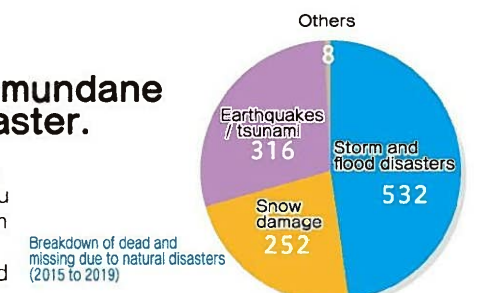 mundane
aster.
u
n
d
Breakdown of dead and
missing due to natural disasters
(2015 to 2019)
Others
8
Earthquakes
/ tsunami
316
Storm and
flood disasters
532
Snow
damage
252